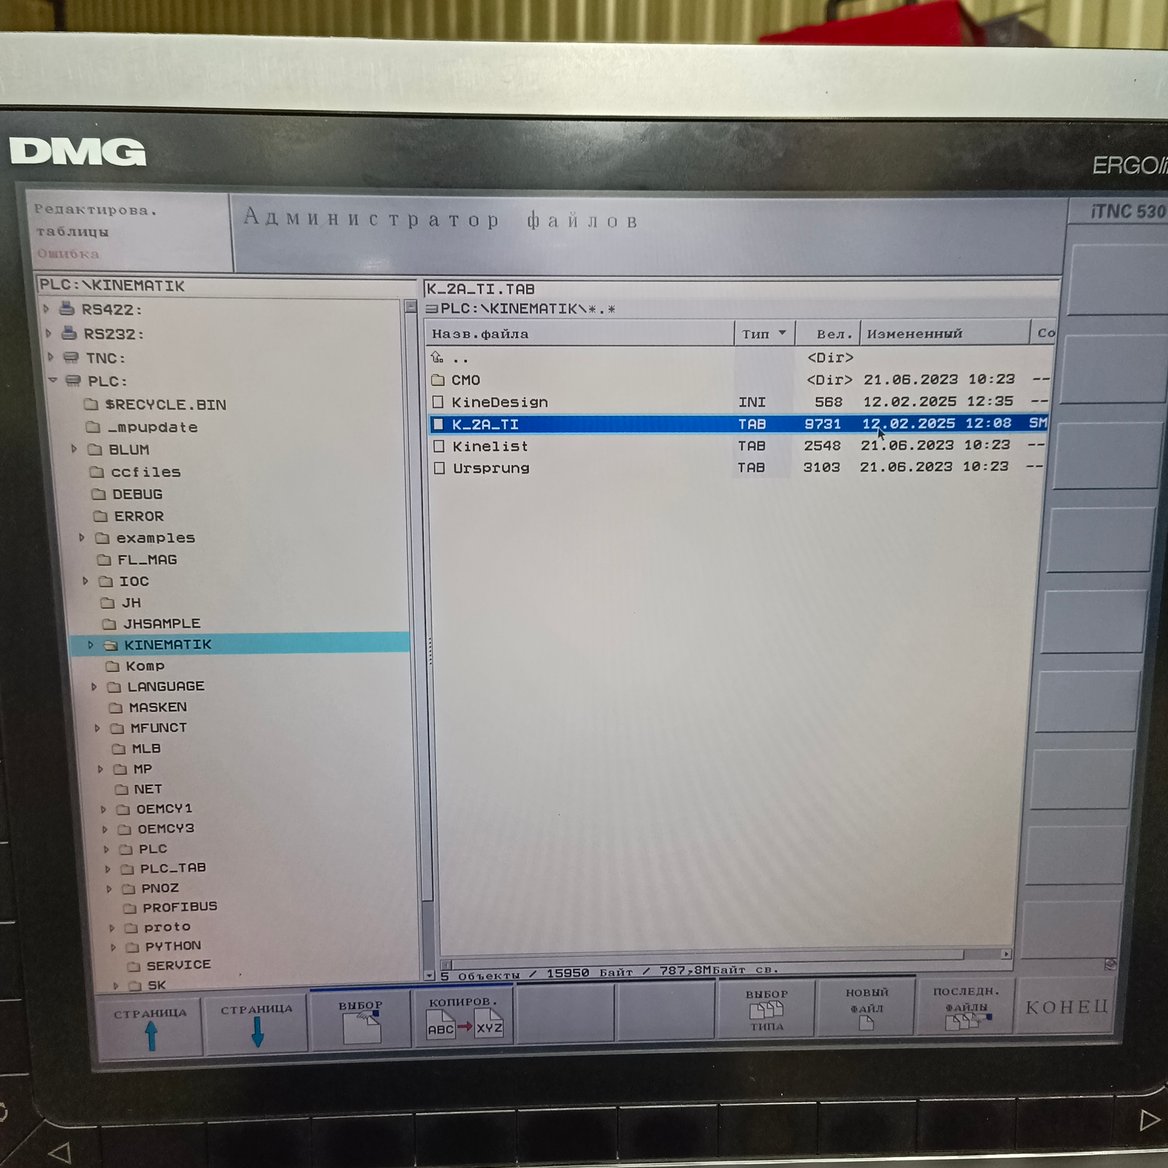 DMG
ERGOli
Редактирова.
таблицы
Ошибка
Администратор файлов
iTNC 530
PLC:\KINEMATIK
RS422:
RS232:
TNC:
PLC:
$RECYCLE.BIN
_mpupdate
BLUM
ccfiles
DEBUG
ERROR
examples
FL_MAG
IOC
JH
JHSAMPLE
KINEMATIK
Komp
LANGUAGE
MASKEN
MFUNCT
MLB
MP
NET
OEMCY1
OEMCY3
PLC
PLC_TAB
PNOZ
PROFIBUS
proto
PYTHON
SERVICE
SK
K_2A_TI.TAB
PLC:\KINEMATIK\*.*
Назв.файла Тип Вел. Измененный Со
.. <Dir>
CMO <Dir> 21.06.2023 10:23 --
KineDesign INI 568 12.02.2025 12:35 --
K_2A_TI TAB 9731 12.02.2025 12:08 SM
Kinelist TAB 2548 21.06.2023 10:23 --
Ursprung TAB 3103 21.06.2023 10:23 --
5 Объекты / 15950 Байт / 787,8МБайт св.
СТРАНИЦА
СТРАНИЦА
ВЫБОР
КОПИРОВ.
ABC XYZ
ВЫБОР
ТИПА
НОВЫЙ
ФАЙЛ
ПОСЛЕДН.
ФАЙЛЫ
КОНЕЦ